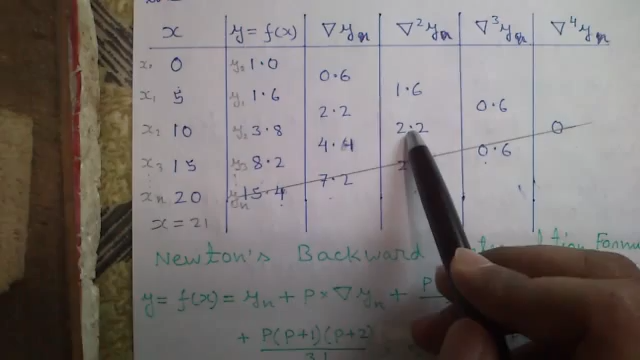 x y = f(x) ∇yn ∇²yn ∇³yn ∇⁴yn
x₀ 0 y₀ 1.0
0.6
x₁ 5 y₁ 1.6 1.6
2.2 0.6
x₂ 10 y₂ 3.8 2.2 0
4.4 0.6
x₃ 15 y₃ 8.2
7.2
xn 20 yn 15.4
x = 21
Newton's Backward Formu
y = f(x) = yn + P × ∇yn + P
+ P(P+1)(P+2)
3!